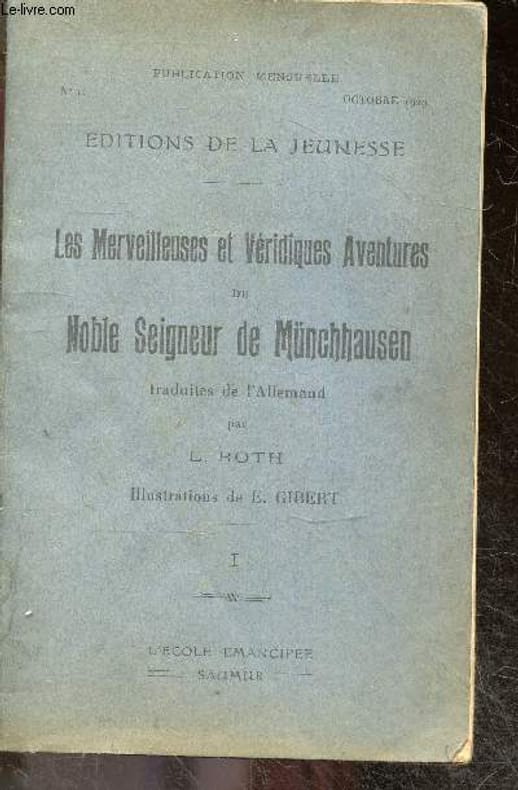 Le-livre.com
PUBLICATION MENSUELLE
OCTOBRE
EDITIONS DE LA JEUNESSE
Les Merveilleuses et Véridiques Aventures
DU
Noble Seigneur de Münchhausen
traduites de l'Allemand
par
L. ROTH
Illustrations de E. GIBERT
I
L'ECOLE EMANCIPEE
SAUMUR